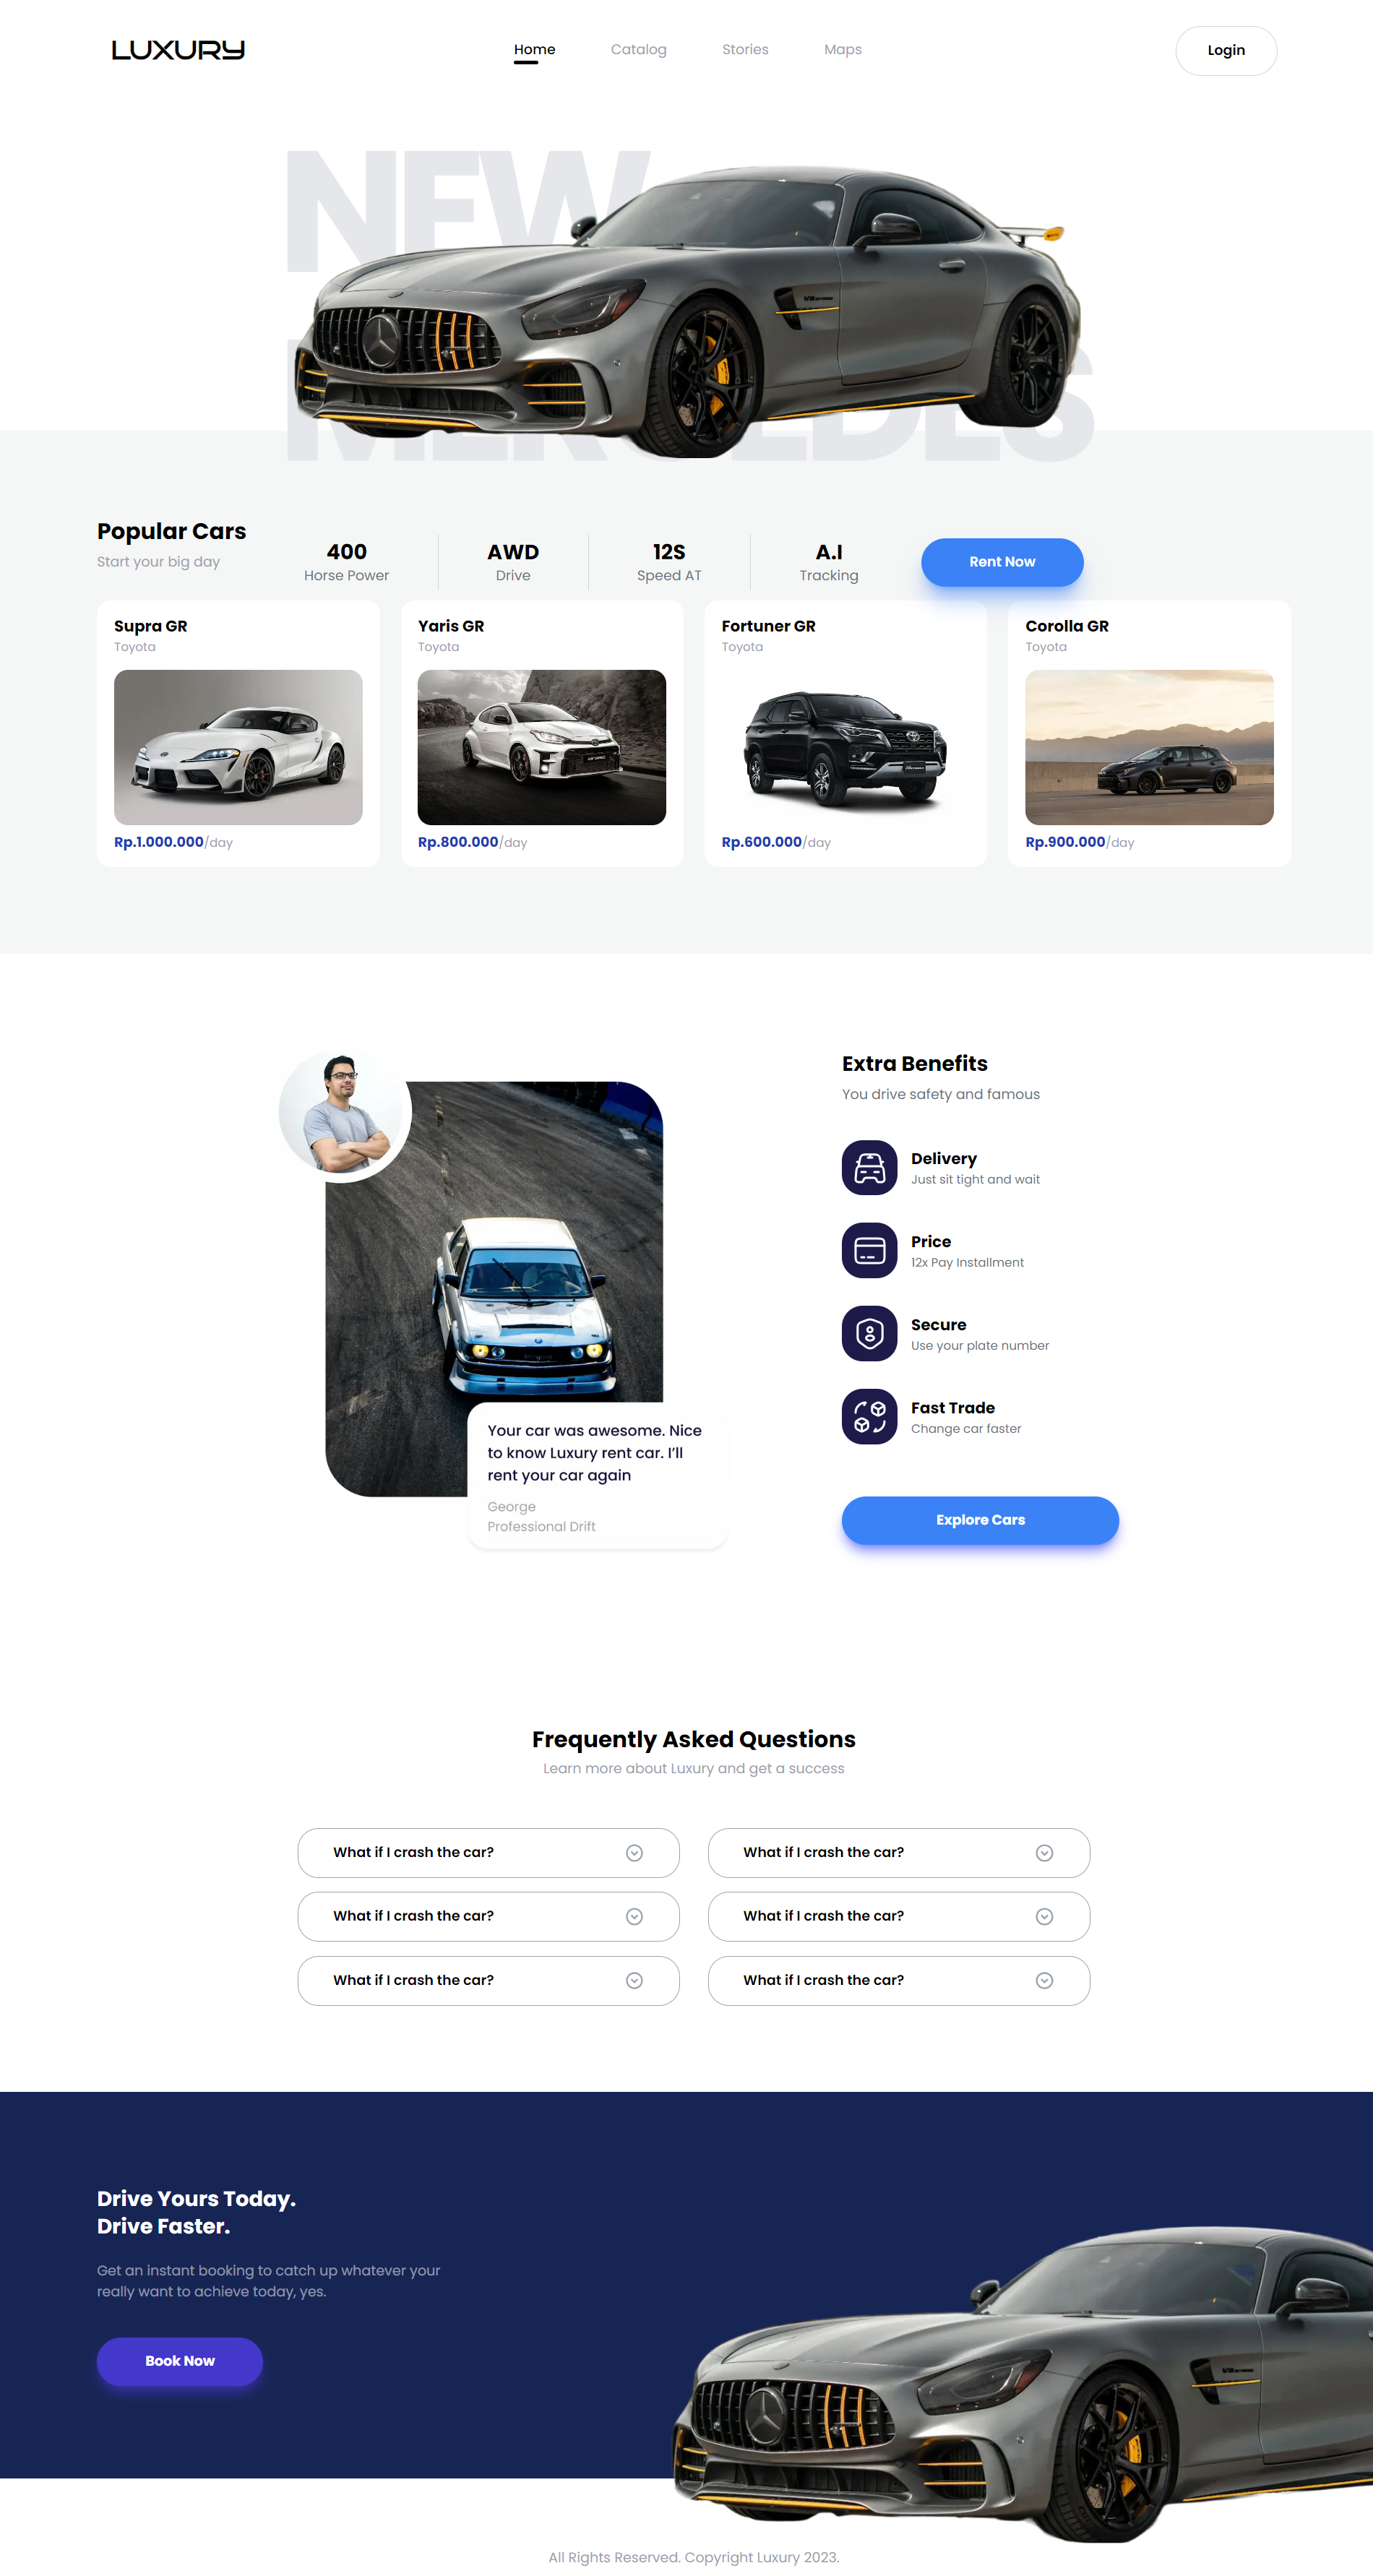 LUXURY
Home
Catalog
Stories
Maps
Login
NEW
MERCEDES
Popular Cars
Start your big day
400
Horse Power
AWD
Drive
12S
Speed AT
A.I
Tracking
Rent Now
Supra GR
Toyota
Rp.1.000.000/day
Yaris GR
Toyota
Rp.800.000/day
Fortuner GR
Toyota
Rp.600.000/day
Corolla GR
Toyota
Rp.900.000/day
Your car was awesome. Nice
to know Luxury rent car. I'll
rent your car again
George
Professional Drift
Extra Benefits
You drive safety and famous
Delivery
Just sit tight and wait
Price
12x Pay Installment
Secure
Use your plate number
Fast Trade
Change car faster
Explore Cars
Frequently Asked Questions
Learn more about Luxury and get a success
What if I crash the car?
What if I crash the car?
What if I crash the car?
What if I crash the car?
What if I crash the car?
What if I crash the car?
Drive Yours Today.
Drive Faster.
Get an instant booking to catch up whatever your
really want to achieve today, yes.
Book Now
All Rights Reserved. Copyright Luxury 2023.